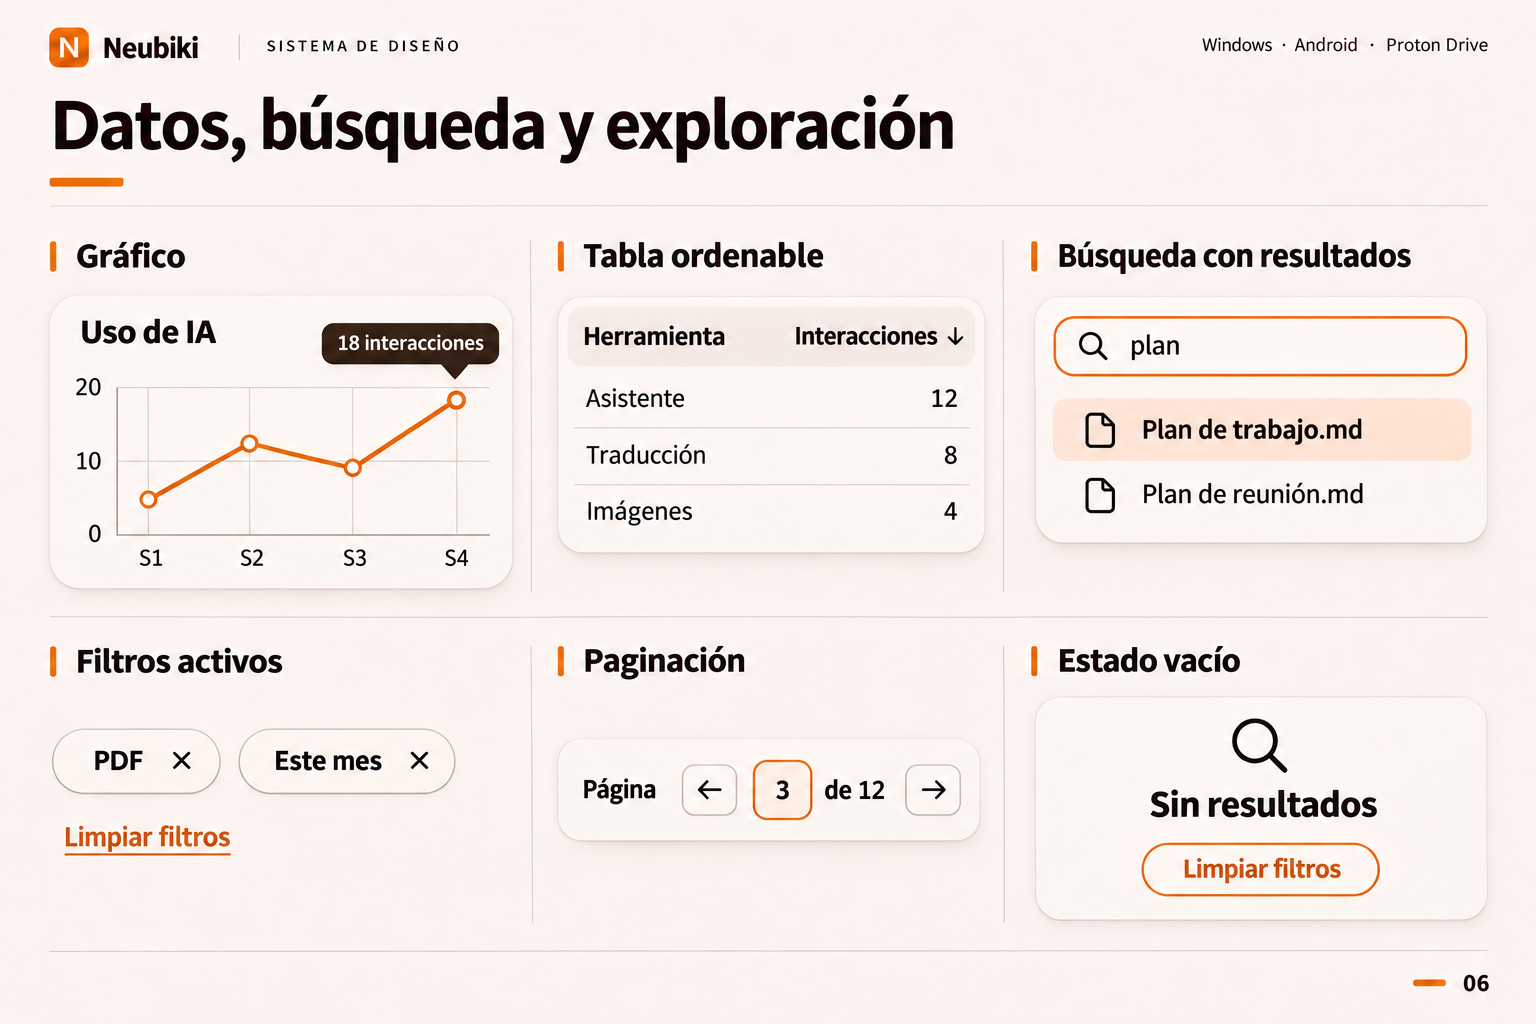 N Neubiki
SISTEMA DE DISEÑO
Windows · Android · Proton Drive
Datos, búsqueda y exploración
Gráfico
Uso de IA
18 interacciones
20
10
0
S1 S2 S3 S4
Tabla ordenable
Herramienta Interacciones ↓
Asistente 12
Traducción 8
Imágenes 4
Búsqueda con resultados
plan
Plan de trabajo.md
Plan de reunión.md
Filtros activos
PDF ×
Este mes ×
Limpiar filtros
Paginación
Página ← 3 de 12 →
Estado vacío
Sin resultados
Limpiar filtros
06